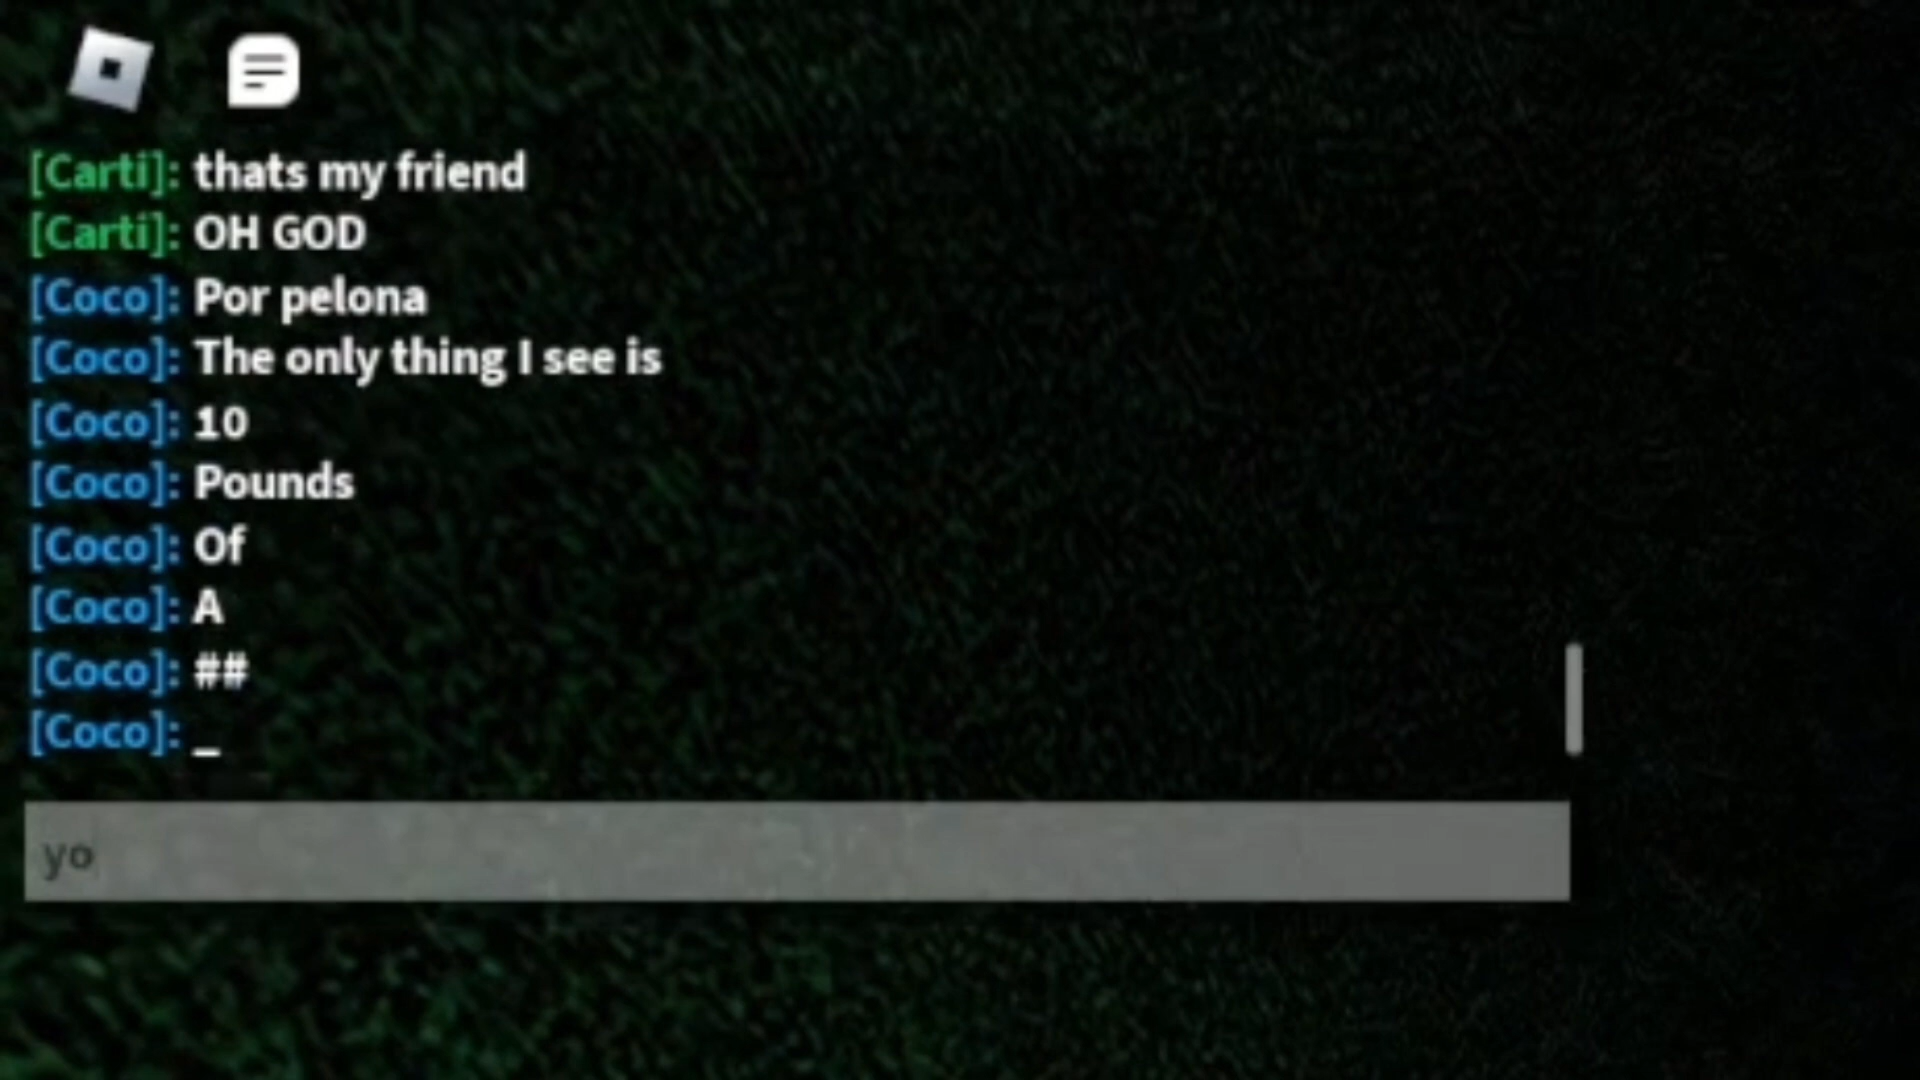 [Carti]: thats my friend
[Carti]: OH GOD
[Coco]: Por pelona
[Coco]: The only thing I see is
[Coco]: 10
[Coco]: Pounds
[Coco]: Of
[Coco]: A
[Coco]: ##
[Coco]: _
yo